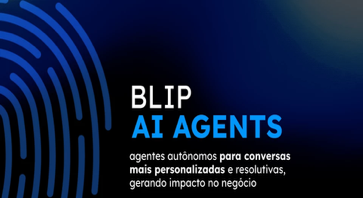 BLIP
AI AGENTS
agentes autônomos para conversas
mais personalizadas e resolutivas,
gerando impacto no negócio